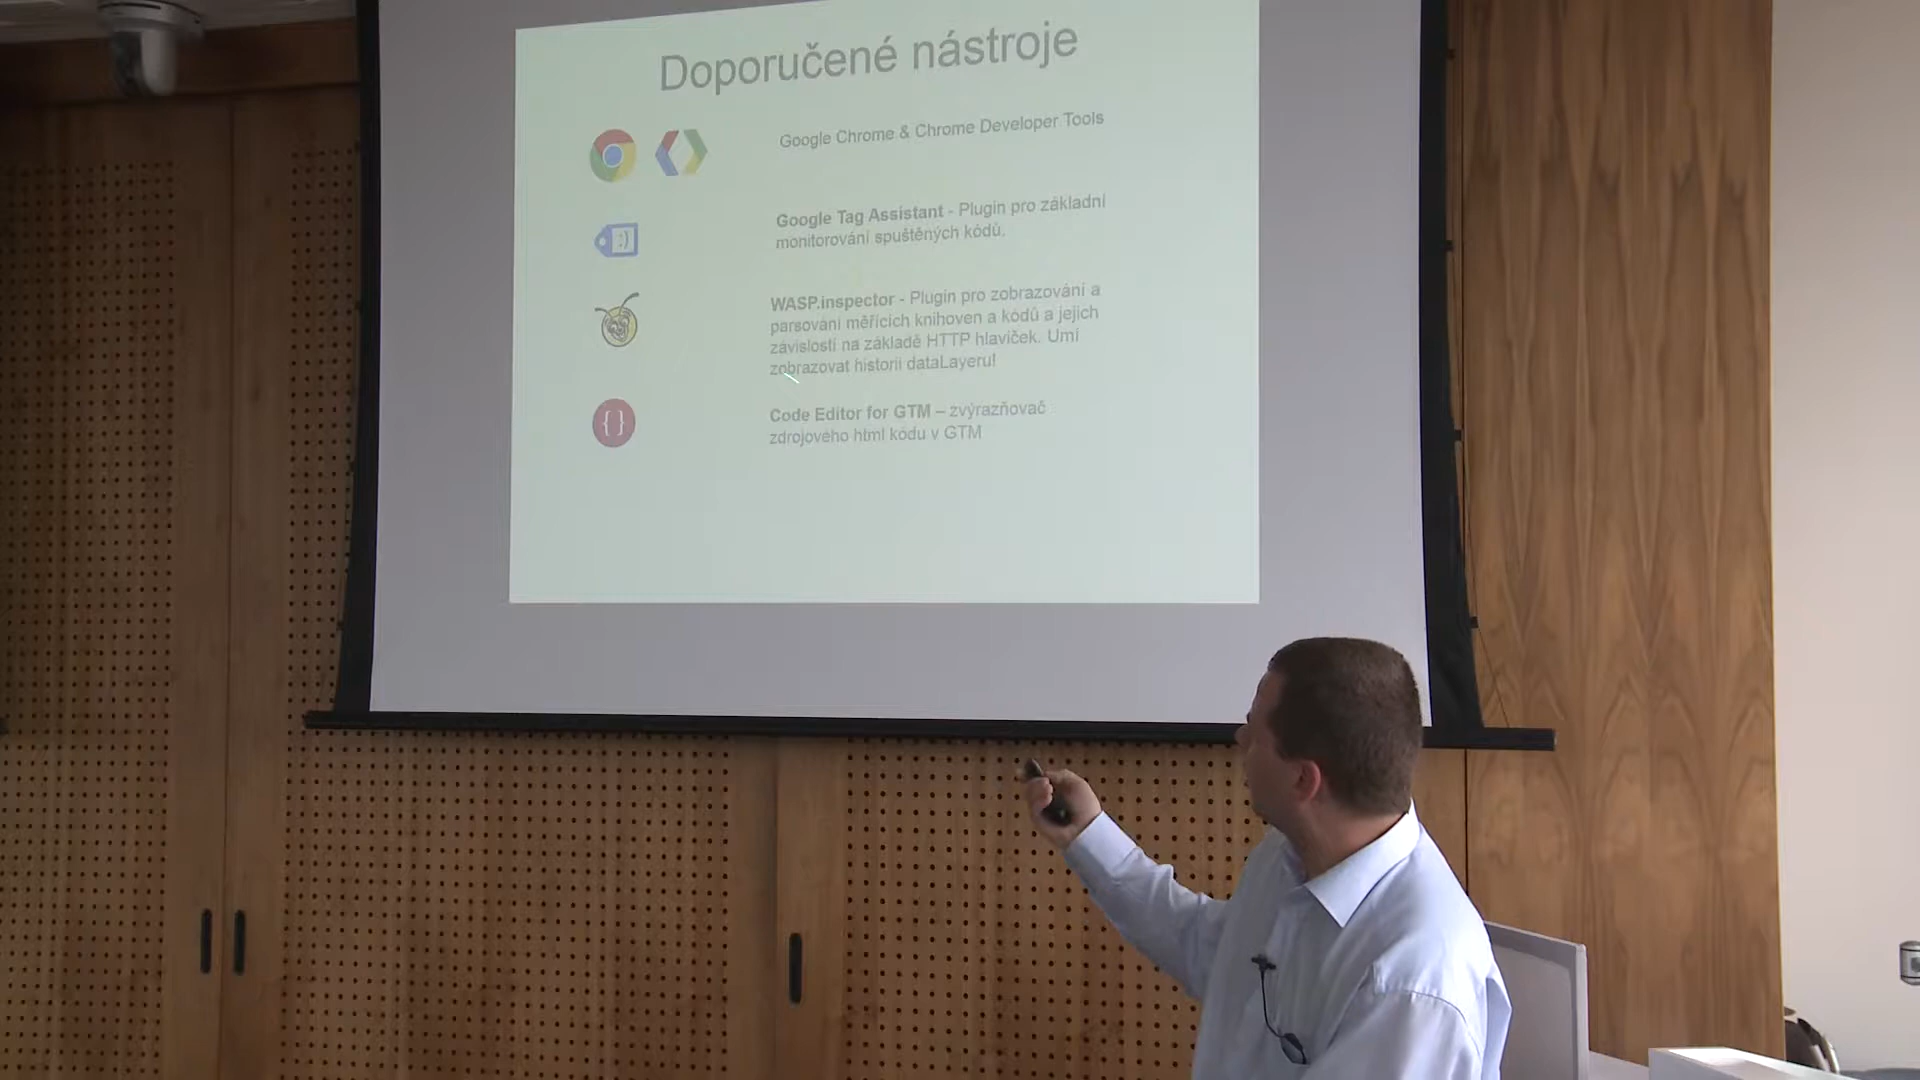 Doporučené nástroje
Google Chrome & Chrome Developer Tools
Google Tag Assistant - Plugin pro základní
monitorování spuštěných kódů.
WASP.inspector - Plugin pro zobrazování a
parsování měřících knihoven a kódů a jejich
závislostí na základě HTTP hlaviček. Umí
zobrazovat historii dataLayeru!
Code Editor for GTM – zvýrazňovač
zdrojového html kódu v GTM